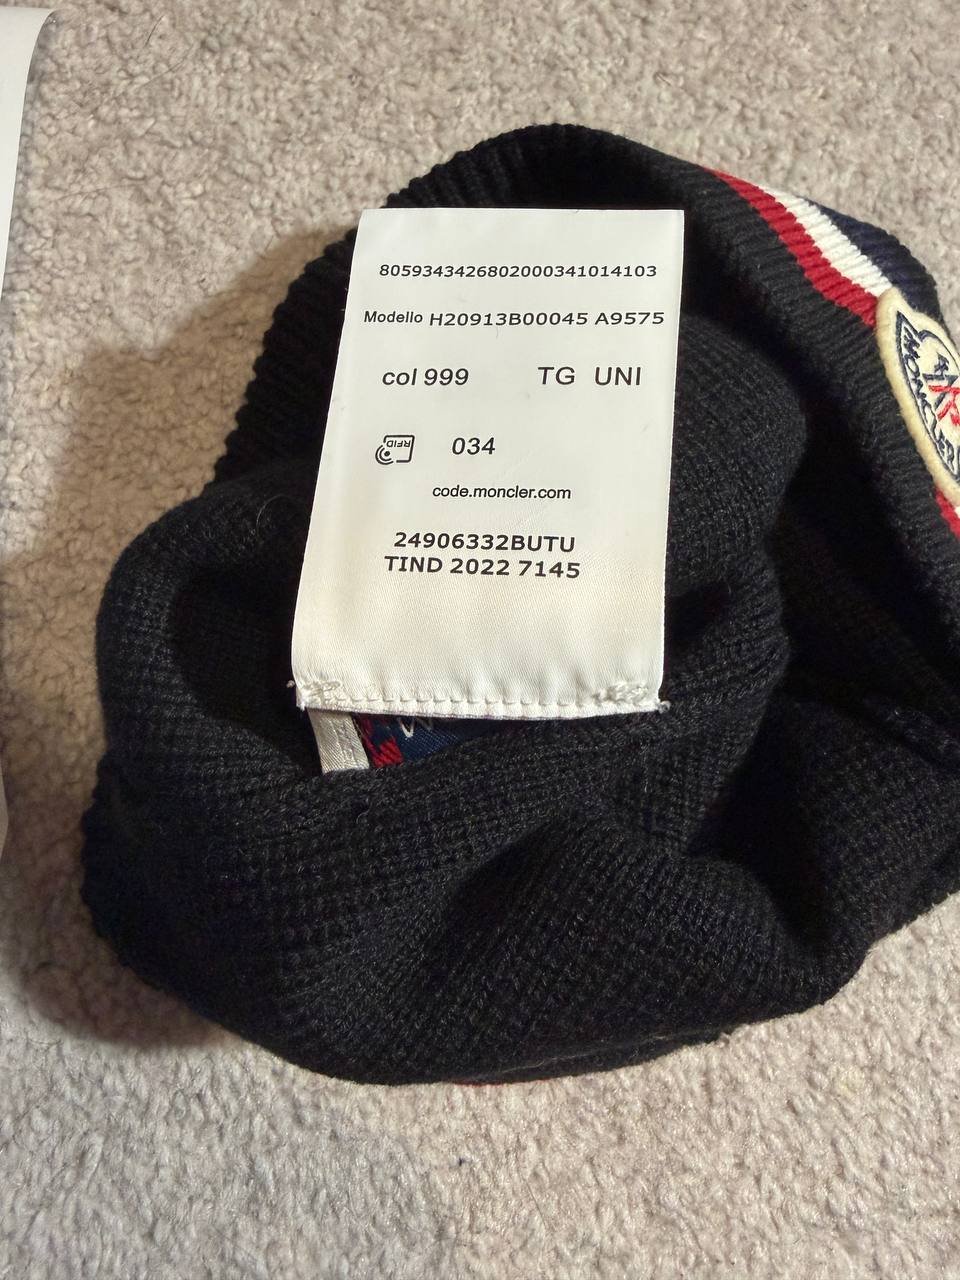 8059343426802000341014103
Modello H20913B00045 A9575
col 999 TG UNI
RFID
034
code.moncler.com
24906332BUTU
TIND 2022 7145
MONCLER
M